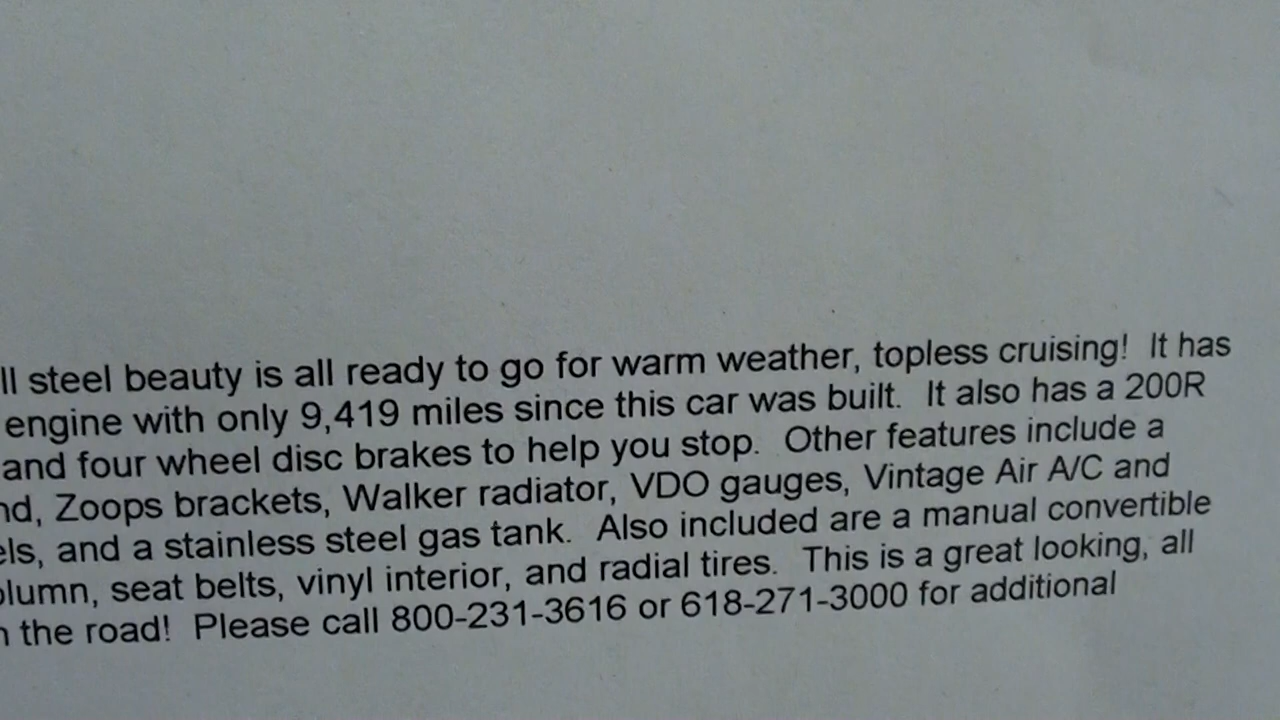 ll steel beauty is all ready to go for warm weather, topless cruising! It has
engine with only 9,419 miles since this car was built. It also has a 200R
and four wheel disc brakes to help you stop. Other features include a
nd, Zoops brackets, Walker radiator, VDO gauges, Vintage Air A/C and
els, and a stainless steel gas tank. Also included are a manual convertible
olumn, seat belts, vinyl interior, and radial tires. This is a great looking, all
n the road! Please call 800-231-3616 or 618-271-3000 for additional